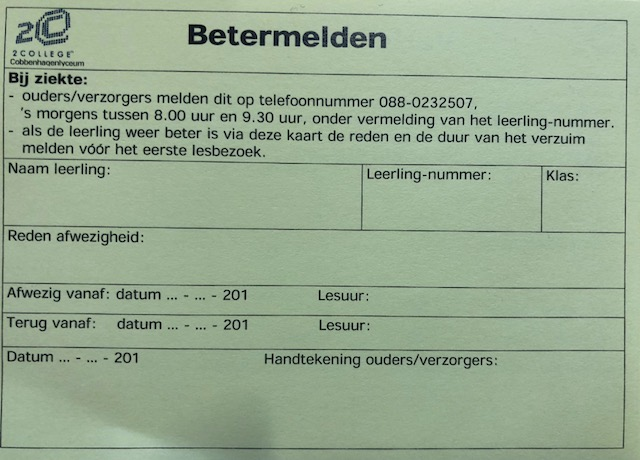 2C
2COLLEGE
Cobbenhagenlyceum
Betermelden
Bij ziekte:
- ouders/verzorgers melden dit op telefoonnummer 088-0232507,
's morgens tussen 8.00 uur en 9.30 uur, onder vermelding van het leerling-nummer.
- als de leerling weer beter is via deze kaart de reden en de duur van het verzuim
melden vóór het eerste lesbezoek.
Naam leerling: Leerling-nummer: Klas:
Reden afwezigheid:
Afwezig vanaf: datum ... - ... - 201 Lesuur:
Terug vanaf: datum ... - ... - 201 Lesuur:
Datum ... - ... - 201 Handtekening ouders/verzorgers: